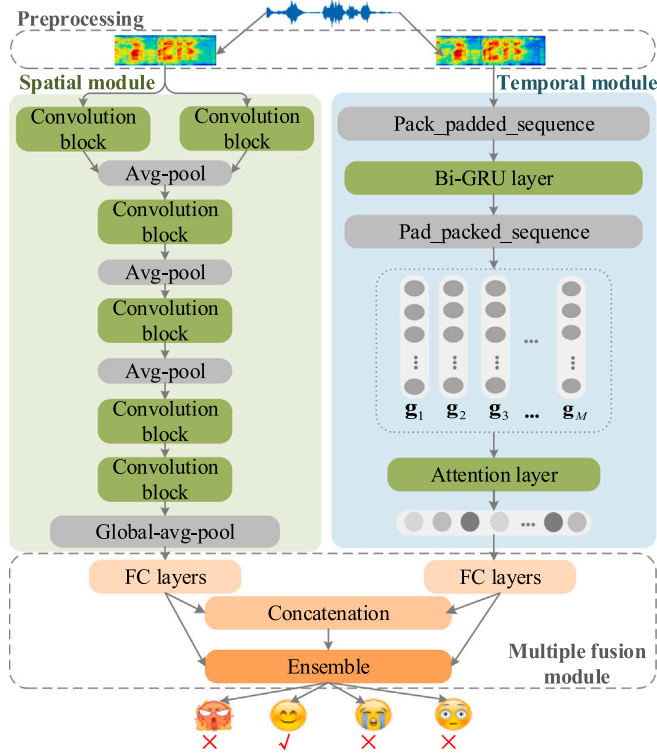 Preprocessing
Spatial module
Temporal module
Convolution
block
Convolution
block
Avg-pool
Convolution
block
Avg-pool
Convolution
block
Avg-pool
Convolution
block
Convolution
block
Global-avg-pool
Pack_padded_sequence
Bi-GRU layer
Pad_packed_sequence
...
g1 g2 g3 ... gM
Attention layer
...
FC layers
FC layers
Concatenation
Ensemble
Multiple fusion
module
× √ × ×